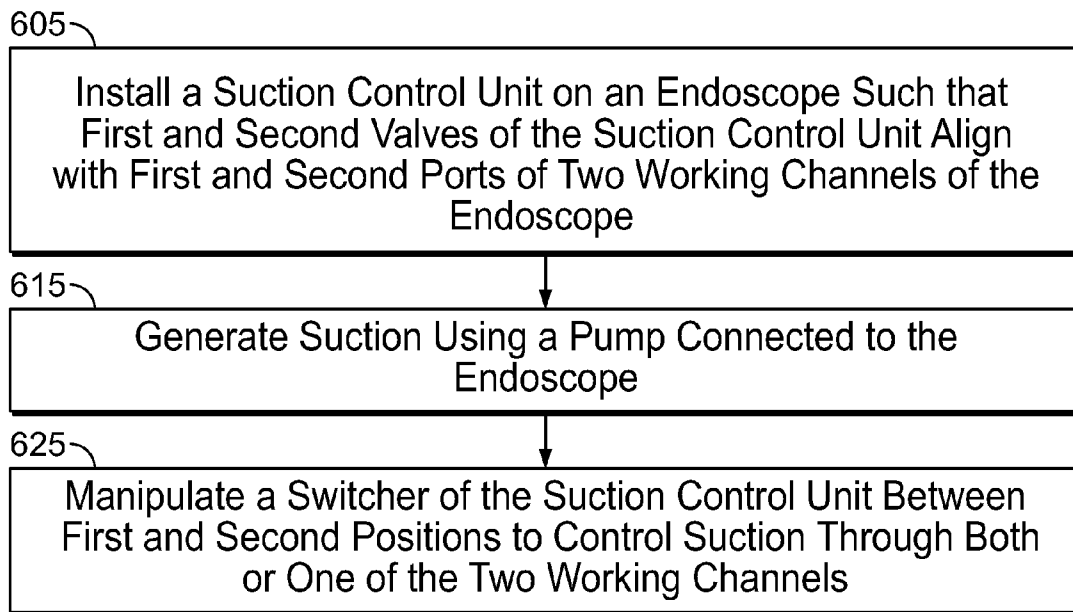 605
Install a Suction Control Unit on an Endoscope Such that
First and Second Valves of the Suction Control Unit Align
with First and Second Ports of Two Working Channels of the
Endoscope
615
Generate Suction Using a Pump Connected to the
Endoscope
625
Manipulate a Switcher of the Suction Control Unit Between
First and Second Positions to Control Suction Through Both
or One of the Two Working Channels